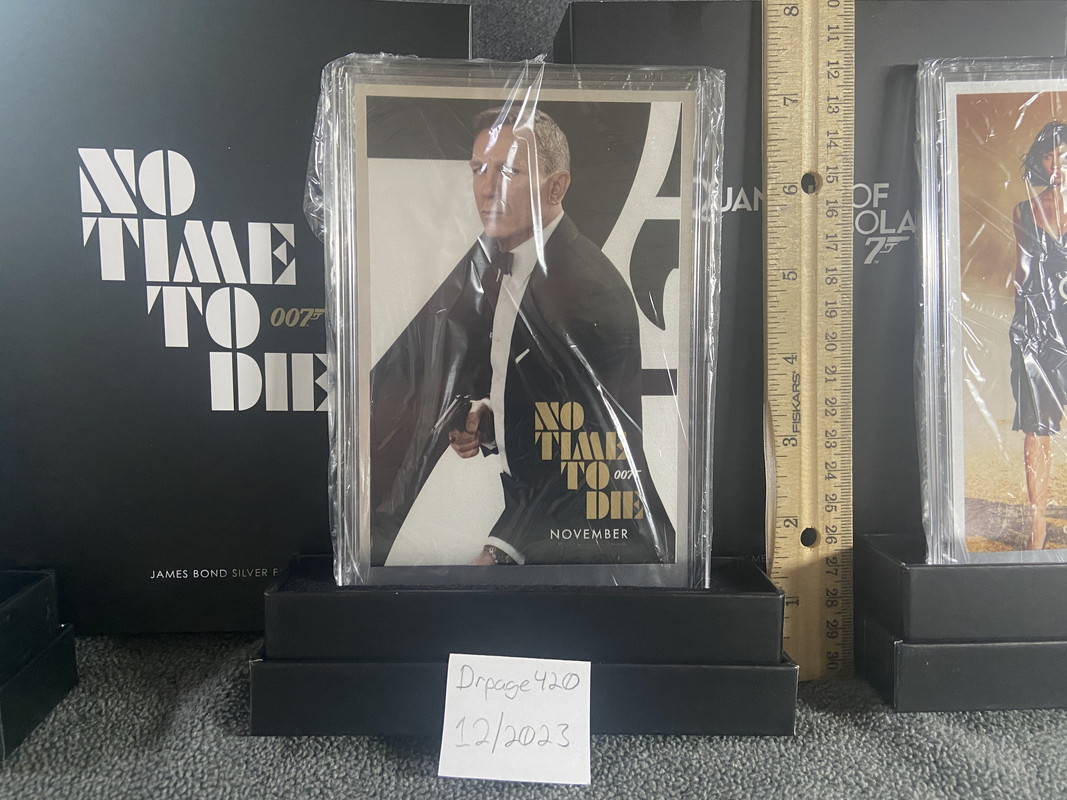 NO
TIME
TO 007
DIE
JAMES BOND SILVER F
NO
TIME
TO 007
DIE
NOVEMBER
QUAN
OF
OLA
007
FISKARS
8
7
6
5
4
3
2
1
10
11
12
13
14
15
16
17
18
19
20
21
22
23
24
25
26
27
28
29
30
Drpage420
12/2023